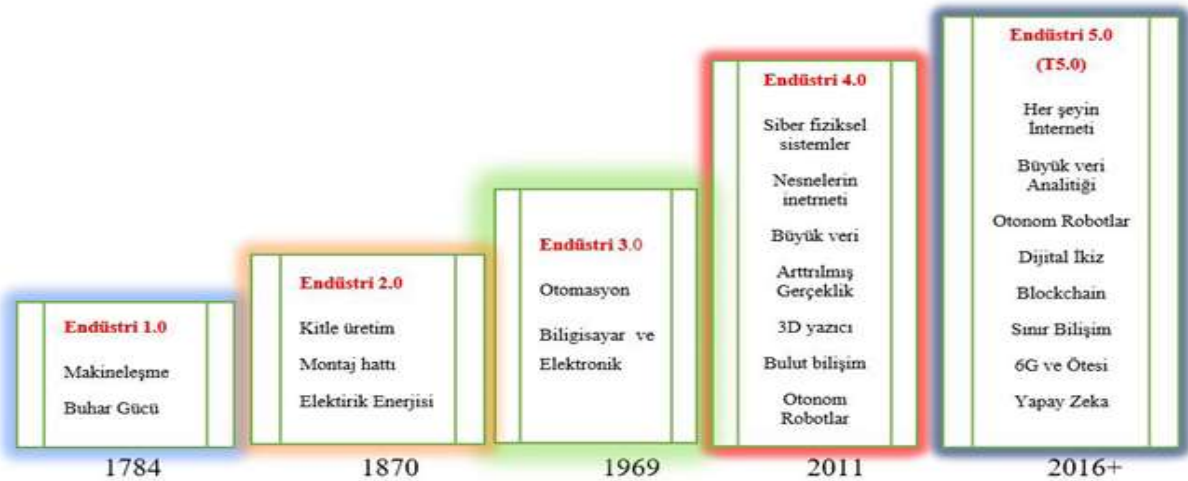 Endüstri 1.0
Makineleşme
Buhar Gücü
1784
Endüstri 2.0
Kitle üretim
Montaj hattı
Elektirik Enerjisi
1870
Endüstri 3.0
Otomasyon
Biligisayar ve
Elektronik
1969
Endüstri 4.0
Siber fiziksel
sistemler
Nesnelerin
inetrneti
Büyük veri
Arttrılmış
Gerçeklik
3D yazıcı
Bulut bilişim
Otonom
Robotlar
2011
Endüstri 5.0
(T5.0)
Her şeyin
İnterneti
Büyük veri
Analitiği
Otonom Robotlar
Dijital İkiz
Blockchain
Sınır Bilişim
6G ve Ötesi
Yapay Zeka
2016+